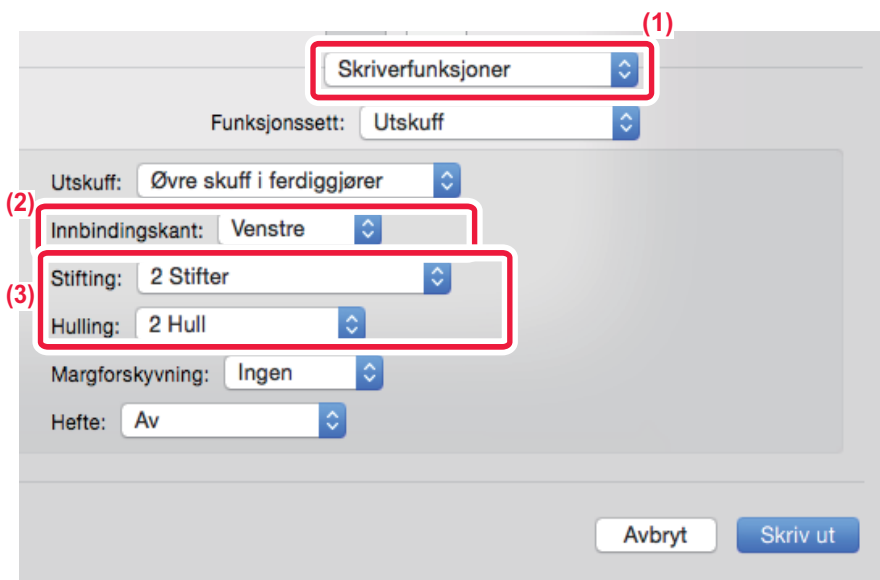 (1)
Skriverfunksjoner
Funksjonssett: Utskuff
Utskuff: Øvre skuff i ferdiggjører
(2)
Innbindingskant: Venstre
Stifting: 2 Stifter
(3)
Hulling: 2 Hull
Margforskyvning: Ingen
Hefte: Av
Avbryt Skriv ut